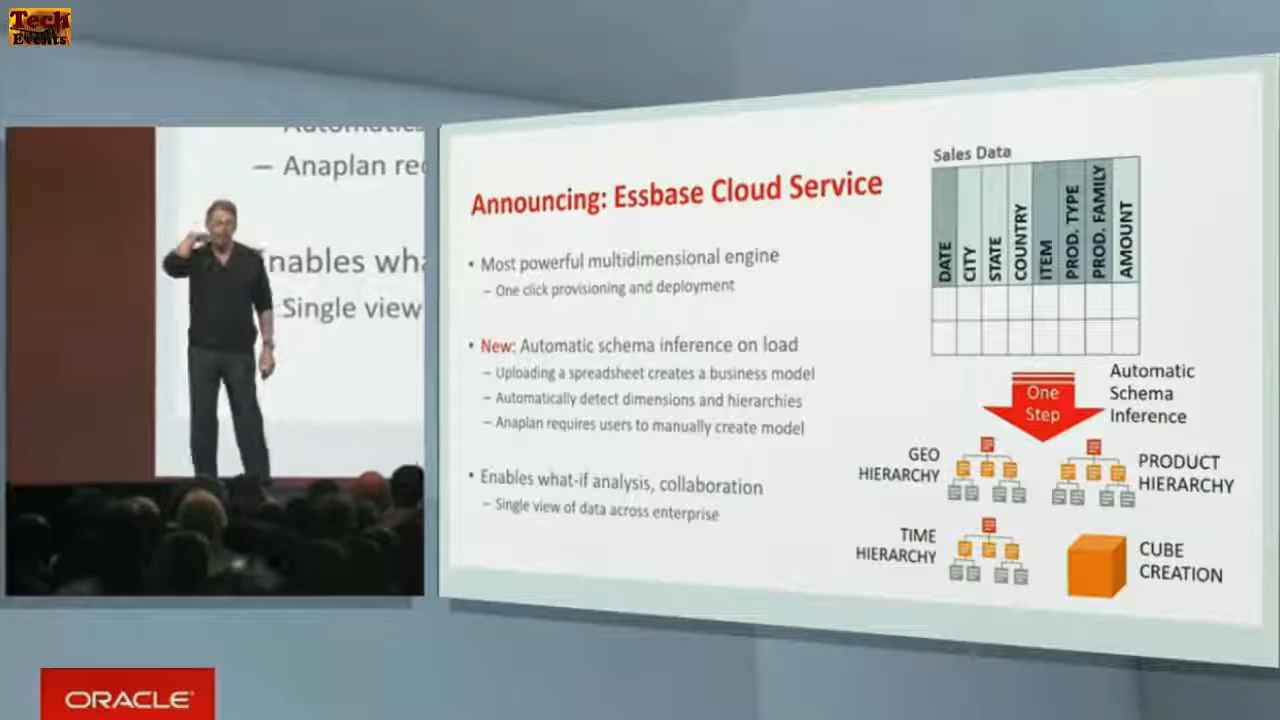 Tech
Events
– Anaplan
Single view
Announcing: Essbase Cloud Service
• Most powerful multidimensional engine
– One click provisioning and deployment
• New: Automatic schema inference on load
– Uploading a spreadsheet creates a business model
– Automatically detect dimensions and hierarchies
– Anaplan requires users to manually create model
• Enables what-if analysis, collaboration
– Single view of data across enterprise
Sales Data
DATE
CITY
STATE
COUNTRY
ITEM
PROD. TYPE
PROD. FAMILY
AMOUNT
One
Step
Automatic
Schema
Inference
GEO
HIERARCHY
PRODUCT
HIERARCHY
TIME
HIERARCHY
CUBE
CREATION
ORACLE